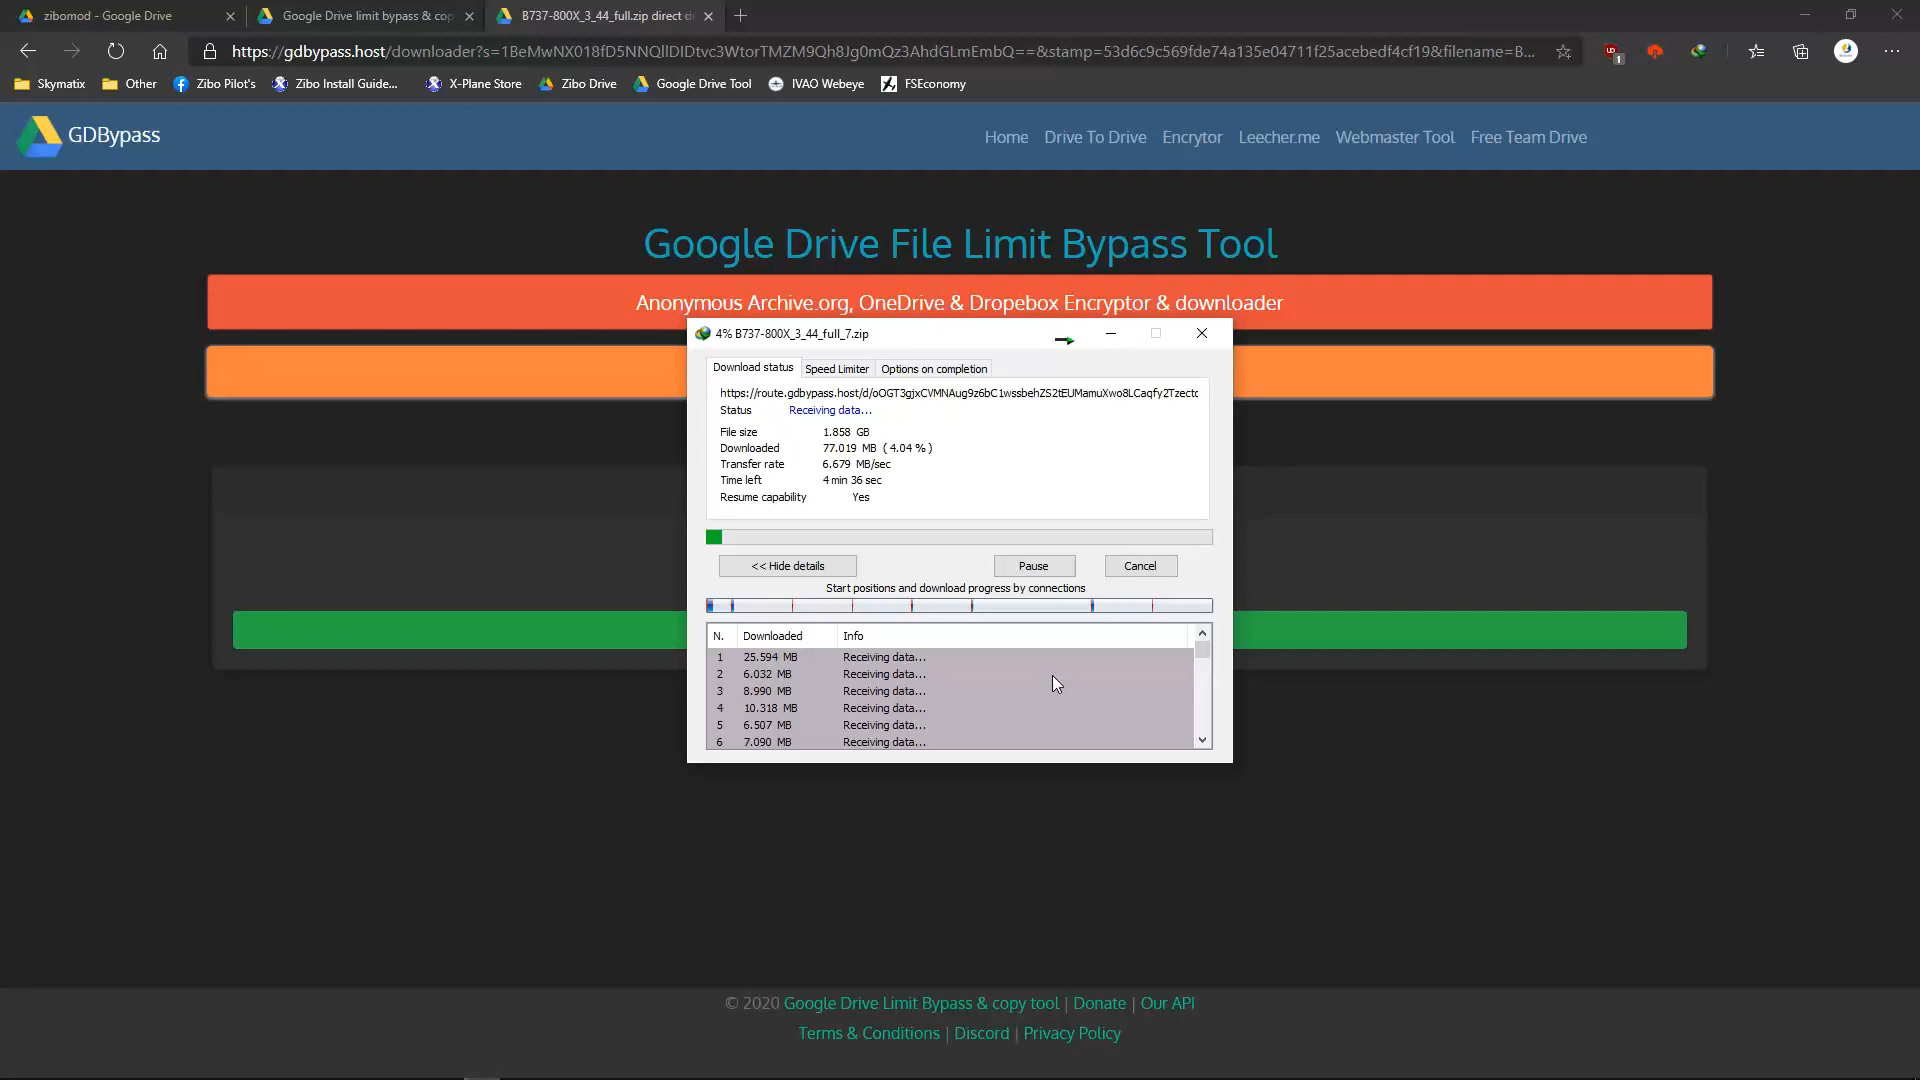 zibomod - Google Drive
Google Drive limit bypass & cop
B737-800X_3_44_full.zip direct d
https://gdbypass.host/downloader?s=1BeMwNX018fD5NNQllDIDtvc3WtorTMZM9Qh8Jg0mQz3AhdGLmEmbQ==&stamp=53d6c9c569fde74a135e04711f25acebedf4cf19&filename=B...
1
Skymatix
Other
Zibo Pilot's
Zibo Install Guide...
X-Plane Store
Zibo Drive
Google Drive Tool
IVAO Webeye
FSEconomy
GDBypass
Home
Drive To Drive
Encrytor
Leecher.me
Webmaster Tool
Free Team Drive
Google Drive File Limit Bypass Tool
Anonymous Archive.org, OneDrive & Dropebox Encryptor & downloader
4% B737-800X_3_44_full_7.zip
Download status
Speed Limiter
Options on completion
https://route.gdbypass.host/d/oOGT3gjxCVMNAug9z6bC1wssbehZS2tEUMamuXwo8LCaqfy2Tzectc
Status Receiving data...
File size 1.858 GB
Downloaded 77.019 MB ( 4.04 % )
Transfer rate 6.679 MB/sec
Time left 4 min 36 sec
Resume capability Yes
<< Hide details
Pause
Cancel
Start positions and download progress by connections
N. Downloaded Info
1 25.594 MB Receiving data...
2 6.032 MB Receiving data...
3 8.990 MB Receiving data...
4 10.318 MB Receiving data...
5 6.507 MB Receiving data...
6 7.090 MB Receiving data...
© 2020 Google Drive Limit Bypass & copy tool | Donate | Our API
Terms & Conditions | Discord | Privacy Policy